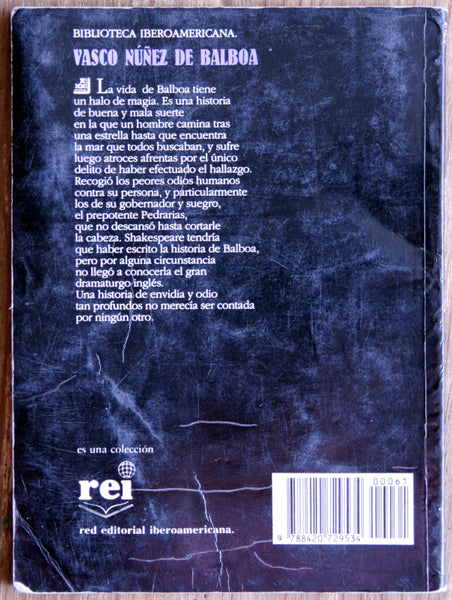 BIBLIOTECA IBEROAMERICANA.
VASCO NÚÑEZ DE BALBOA
La vida de Balboa tiene
un halo de magia. Es una historia
de buena y mala suerte
en la que un hombre camina tras
una estrella hasta que encuentra
la mar que todos buscaban, y sufre
luego atroces afrentas por el único
delito de haber efectuado el hallazgo.
Recogió los peores odios humanos
contra su persona, y particularmente
los de su gobernador y suegro,
el prepotente Pedrarias,
que no descansó hasta cortarle
la cabeza. Shakespeare tendría
que haber escrito la historia de Balboa,
pero por alguna circunstancia
no llegó a conocerla el gran
dramaturgo inglés.
Una historia de envidia y odio
tan profundos no merecía ser contada
por ningún otro.
es una colección
rei
red editorial iberoamericana.
00061
9 788420 729534